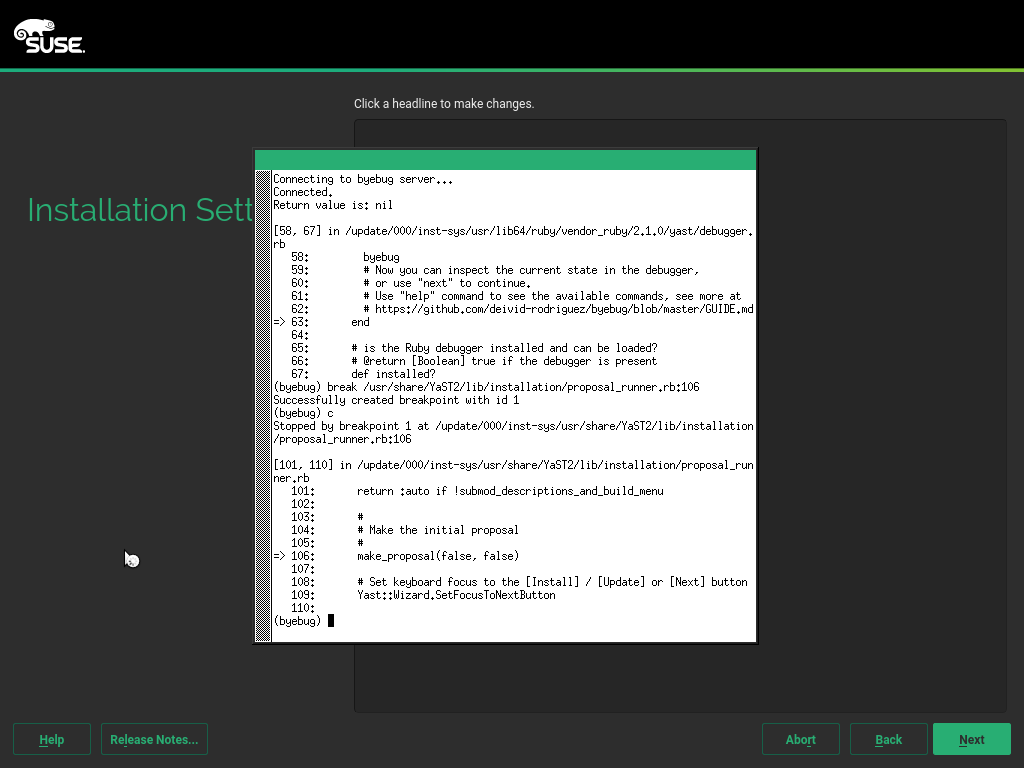 SUSE.
Click a headline to make changes.
Installation Sett
Connecting to byebug server...
Connected.
Return value is: nil
[58, 67] in /update/000/inst-sys/usr/lib64/ruby/vendor_ruby/2.1.0/yast/debugger.
rb
58: byebug
59: # Now you can inspect the current state in the debugger,
60: # or use "next" to continue.
61: # Use "help" command to see the available commands, see more at
62: # https://github.com/deivid-rodriguez/byebug/blob/master/GUIDE.md
=> 63: end
64:
65: # is the Ruby debugger installed and can be loaded?
66: # @return [Boolean] true if the debugger is present
67: def installed?
(byebug) break /usr/share/YaST2/lib/installation/proposal_runner.rb:106
Successfully created breakpoint with id 1
(byebug) c
Stopped by breakpoint 1 at /update/000/inst-sys/usr/share/YaST2/lib/installation
/proposal_runner.rb:106
[101, 110] in /update/000/inst-sys/usr/share/YaST2/lib/installation/proposal_run
ner.rb
101: return :auto if !submod_descriptions_and_build_menu
102:
103: #
104: # Make the initial proposal
105: #
=> 106: make_proposal(false, false)
107:
108: # Set keyboard focus to the [Install] / [Update] or [Next] button
109: Yast::Wizard.SetFocusToNextButton
110:
(byebug)
Help
Release Notes...
Abort
Back
Next